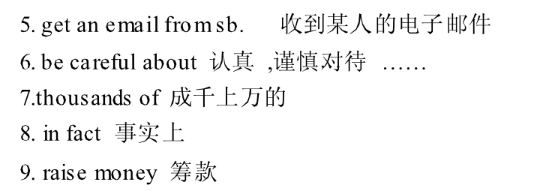 5. get an email from sb. 收到某人的电子邮件
6. be careful about 认真 ,谨慎对待 ……
7.thousands of 成千上万的
8. in fact 事实上
9. raise money 筹款